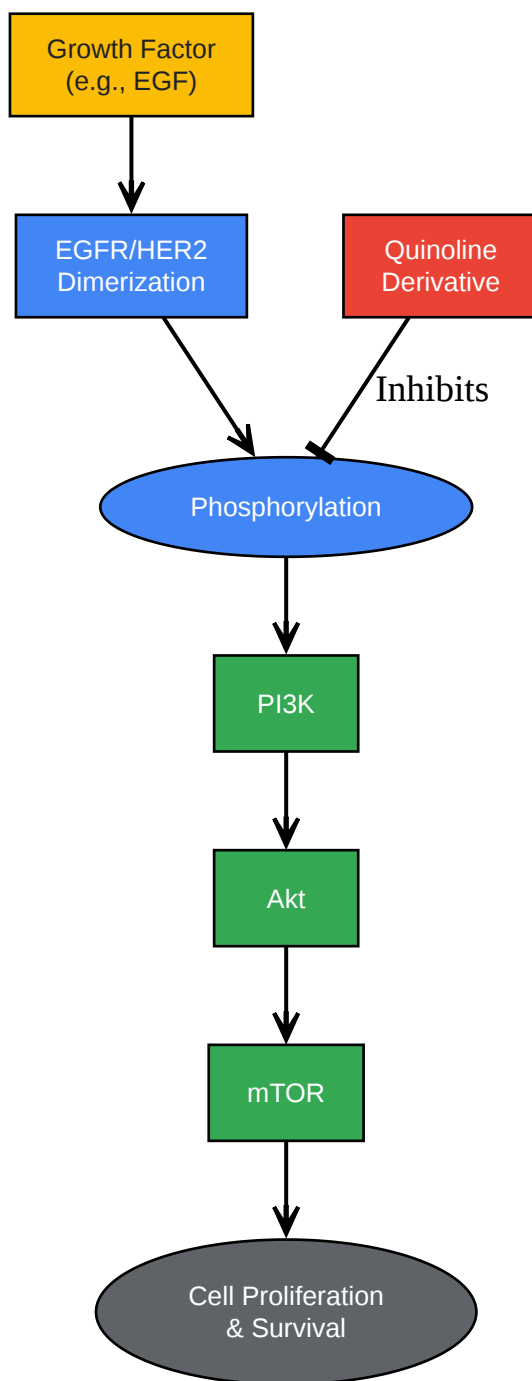 Growth Factor
(e.g., EGF)
EGFR/HER2
Dimerization
Quinoline
Derivative
Inhibits
Phosphorylation
PI3K
Akt
mTOR
Cell Proliferation
& Survival